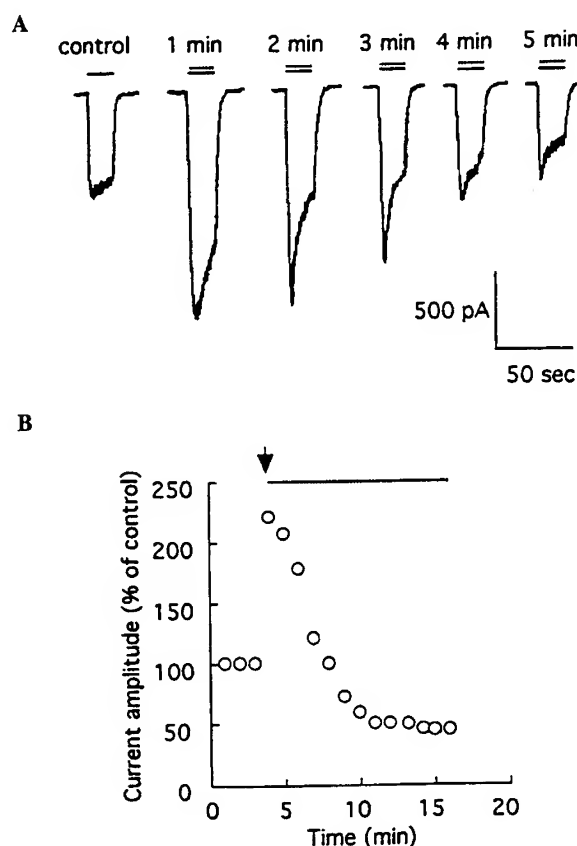 A
control 1 min 2 min 3 min 4 min 5 min
500 pA
50 sec
B
Current amplitude (% of control)
250
200
150
100
50
0
0 5 10 15 20
Time (min)